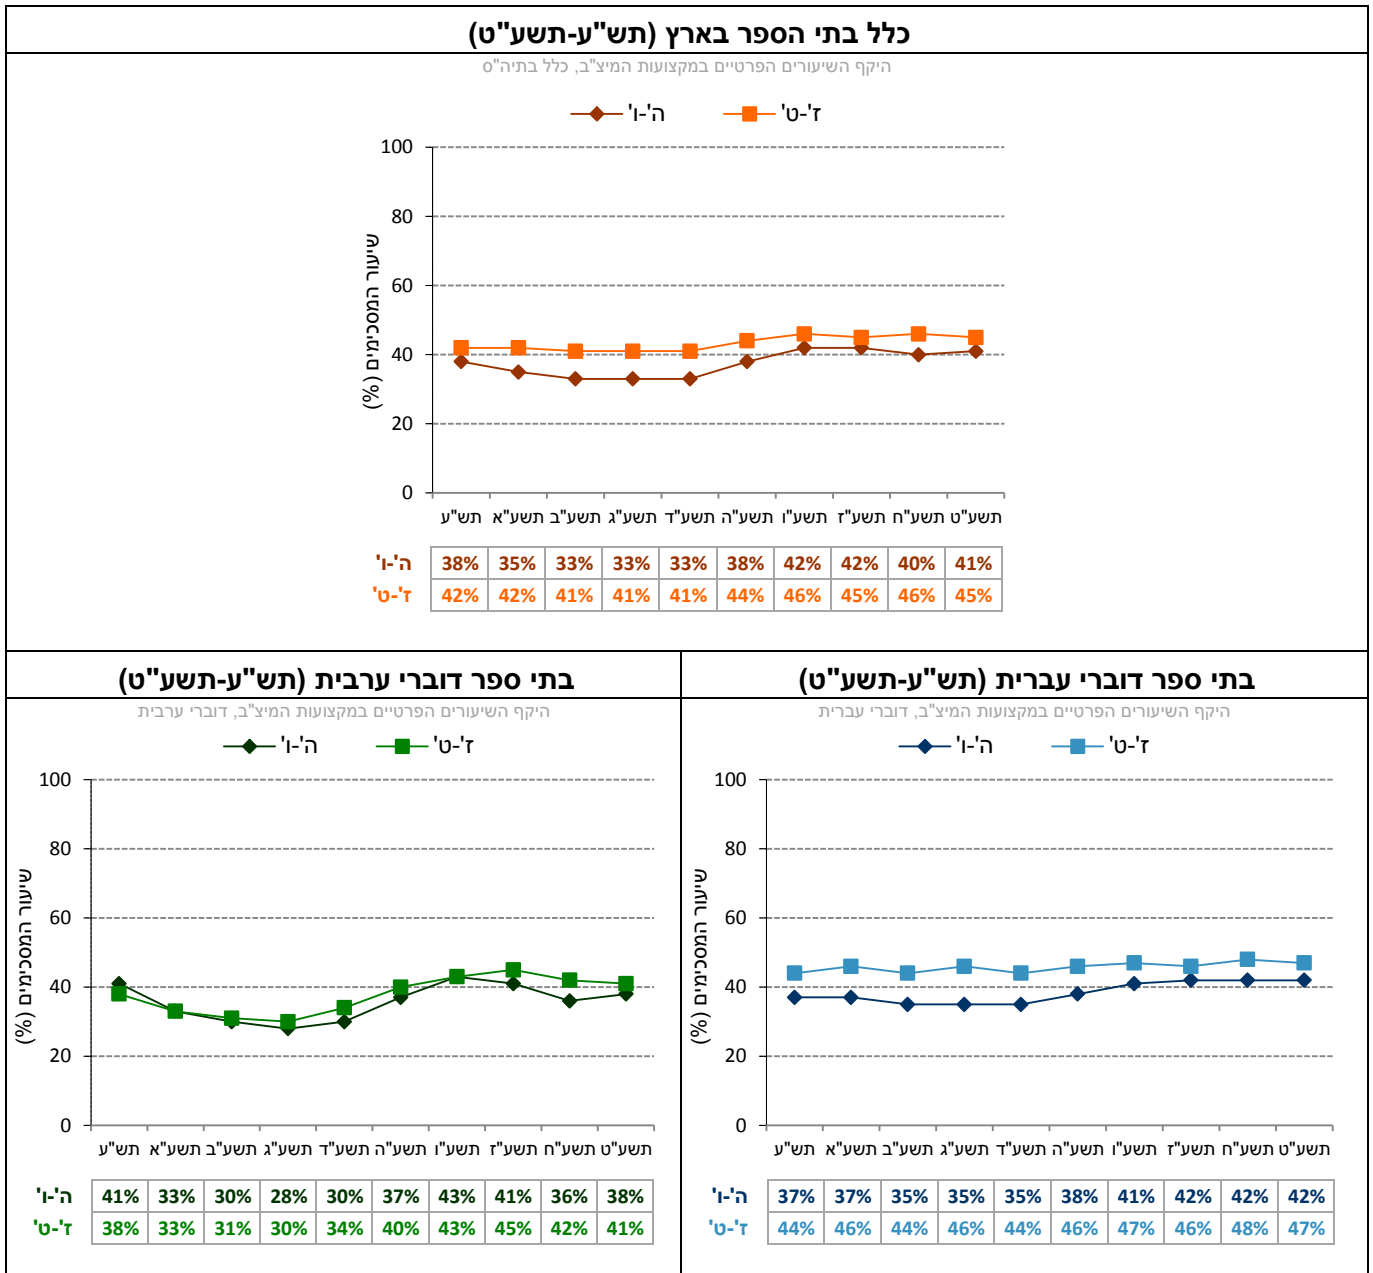 כלל בתי הספר בארץ (תש"ע-תשע"ט)
היקף השיעורים הפרטיים במקצועות המיצ"ב, כלל בתיה"ס
ה'-ו' ז'-ט'
שיעור המסכימים (%)
100
80
60
40
20
0
תש"ע תשע"א תשע"ב תשע"ג תשע"ד תשע"ה תשע"ו תשע"ז תשע"ח תשע"ט
ה'-ו' 38% 35% 33% 33% 33% 38% 42% 42% 40% 41%
ז'-ט' 42% 42% 41% 41% 41% 44% 46% 45% 46% 45%
בתי ספר דוברי עברית (תש"ע-תשע"ט)
היקף השיעורים הפרטיים במקצועות המיצ"ב, דוברי עברית
ה'-ו' ז'-ט'
שיעור המסכימים (%)
100
80
60
40
20
0
תש"ע תשע"א תשע"ב תשע"ג תשע"ד תשע"ה תשע"ו תשע"ז תשע"ח תשע"ט
ה'-ו' 37% 37% 35% 35% 35% 38% 41% 42% 42% 42%
ז'-ט' 44% 46% 44% 46% 44% 46% 47% 46% 48% 47%
בתי ספר דוברי ערבית (תש"ע-תשע"ט)
היקף השיעורים הפרטיים במקצועות המיצ"ב, דוברי ערבית
ה'-ו' ז'-ט'
שיעור המסכימים (%)
100
80
60
40
20
0
תש"ע תשע"א תשע"ב תשע"ג תשע"ד תשע"ה תשע"ו תשע"ז תשע"ח תשע"ט
ה'-ו' 41% 33% 30% 28% 30% 37% 43% 41% 36% 38%
ז'-ט' 38% 33% 31% 30% 34% 40% 43% 45% 42% 41%